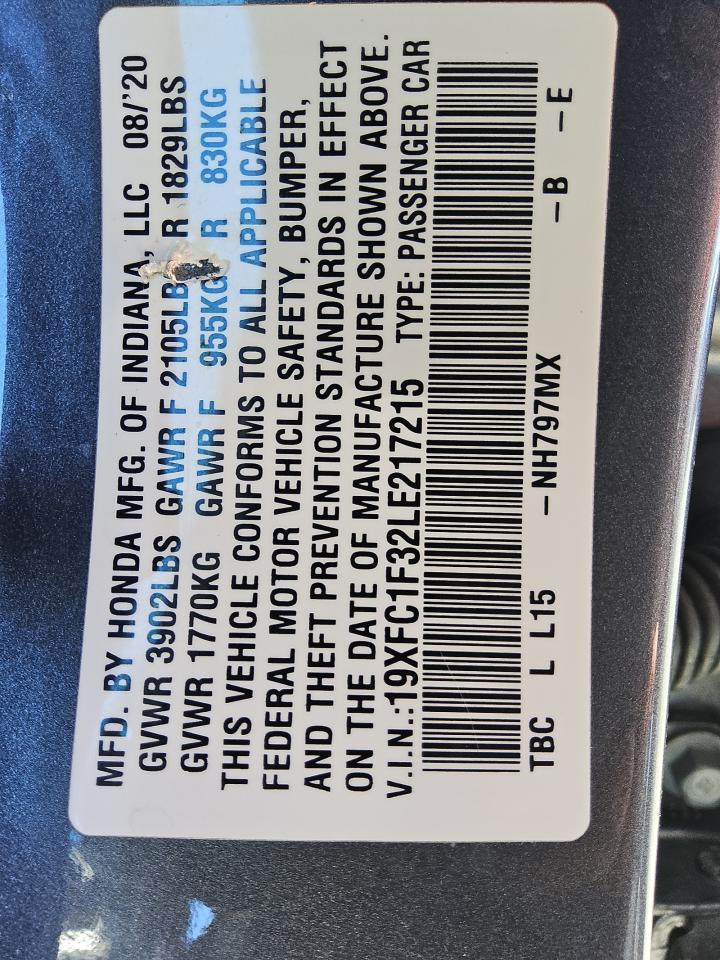 MFD. BY HONDA MFG. OF INDIANA, LLC 08/'20
GVWR 3902LBS GAWR F 2105LBS R 1829LBS
GVWR 1770KG GAWR F 955KG R 830KG
THIS VEHICLE CONFORMS TO ALL APPLICABLE
FEDERAL MOTOR VEHICLE SAFETY, BUMPER,
AND THEFT PREVENTION STANDARDS IN EFFECT
ON THE DATE OF MANUFACTURE SHOWN ABOVE.
V.I.N.:19XFC1F32LE217215 TYPE: PASSENGER CAR
TBC L L15 -NH797MX -B -E